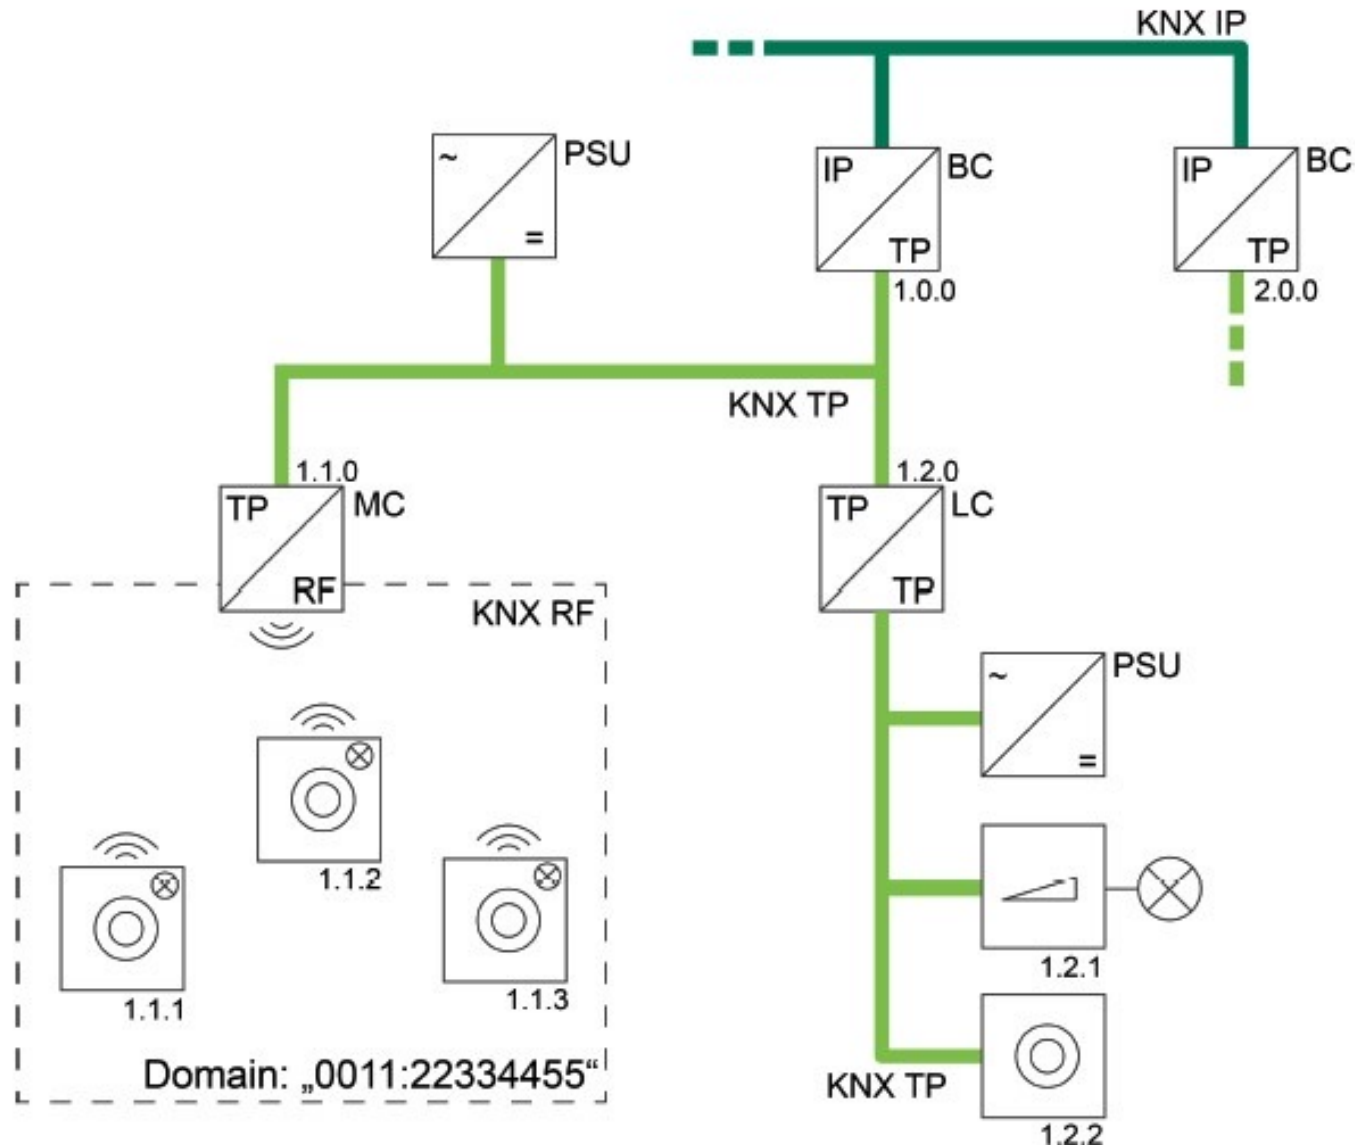 KNX IP
~
=
PSU
IP
TP
BC
1.0.0
IP
TP
BC
2.0.0
KNX TP
1.1.0
TP
RF
MC
1.2.0
TP
TP
LC
KNX RF
~
=
PSU
1.1.2
1.1.1
1.1.3
1.2.1
Domain: „0011:22334455“
KNX TP
1.2.2